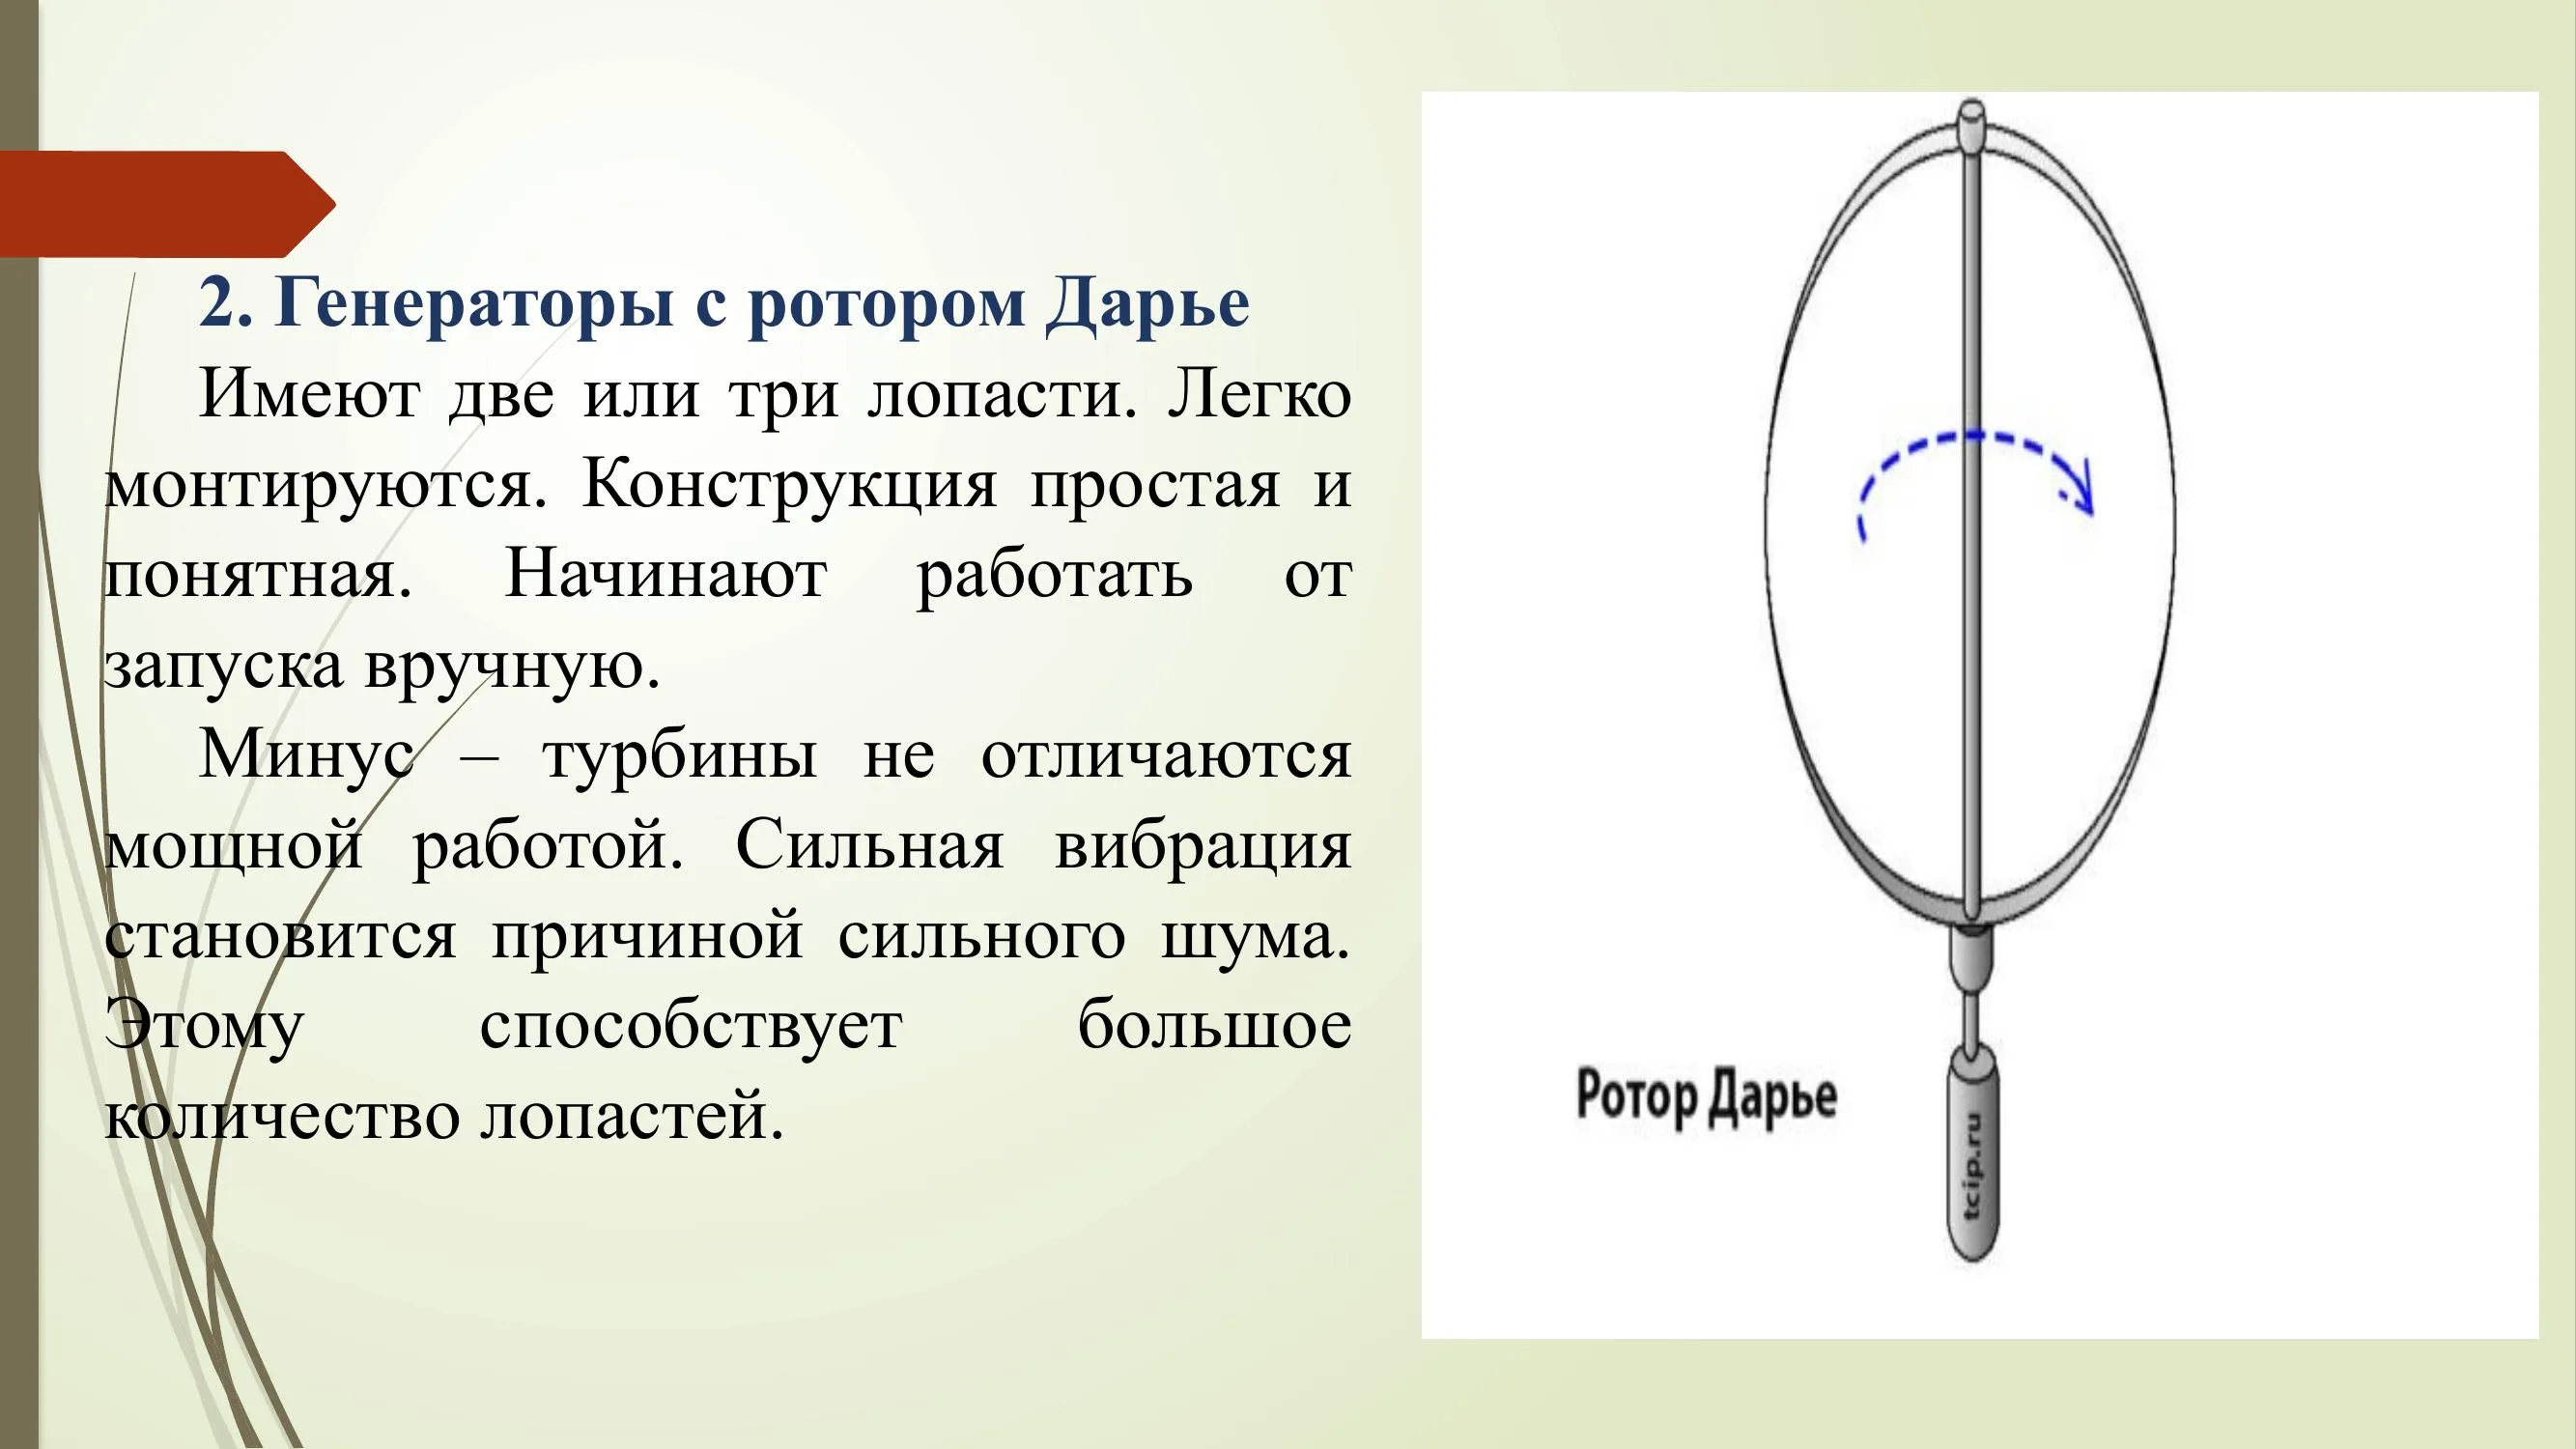 2. Генераторы с ротором Дарье
Имеют две или три лопасти. Легко
монтируются. Конструкция простая и
понятная. Начинают работать от
запуска вручную.
Минус – турбины не отличаются
мощной работой. Сильная вибрация
становится причиной сильного шума.
Этому способствует большое
количество лопастей.
Ротор Дарье
tcip.ru